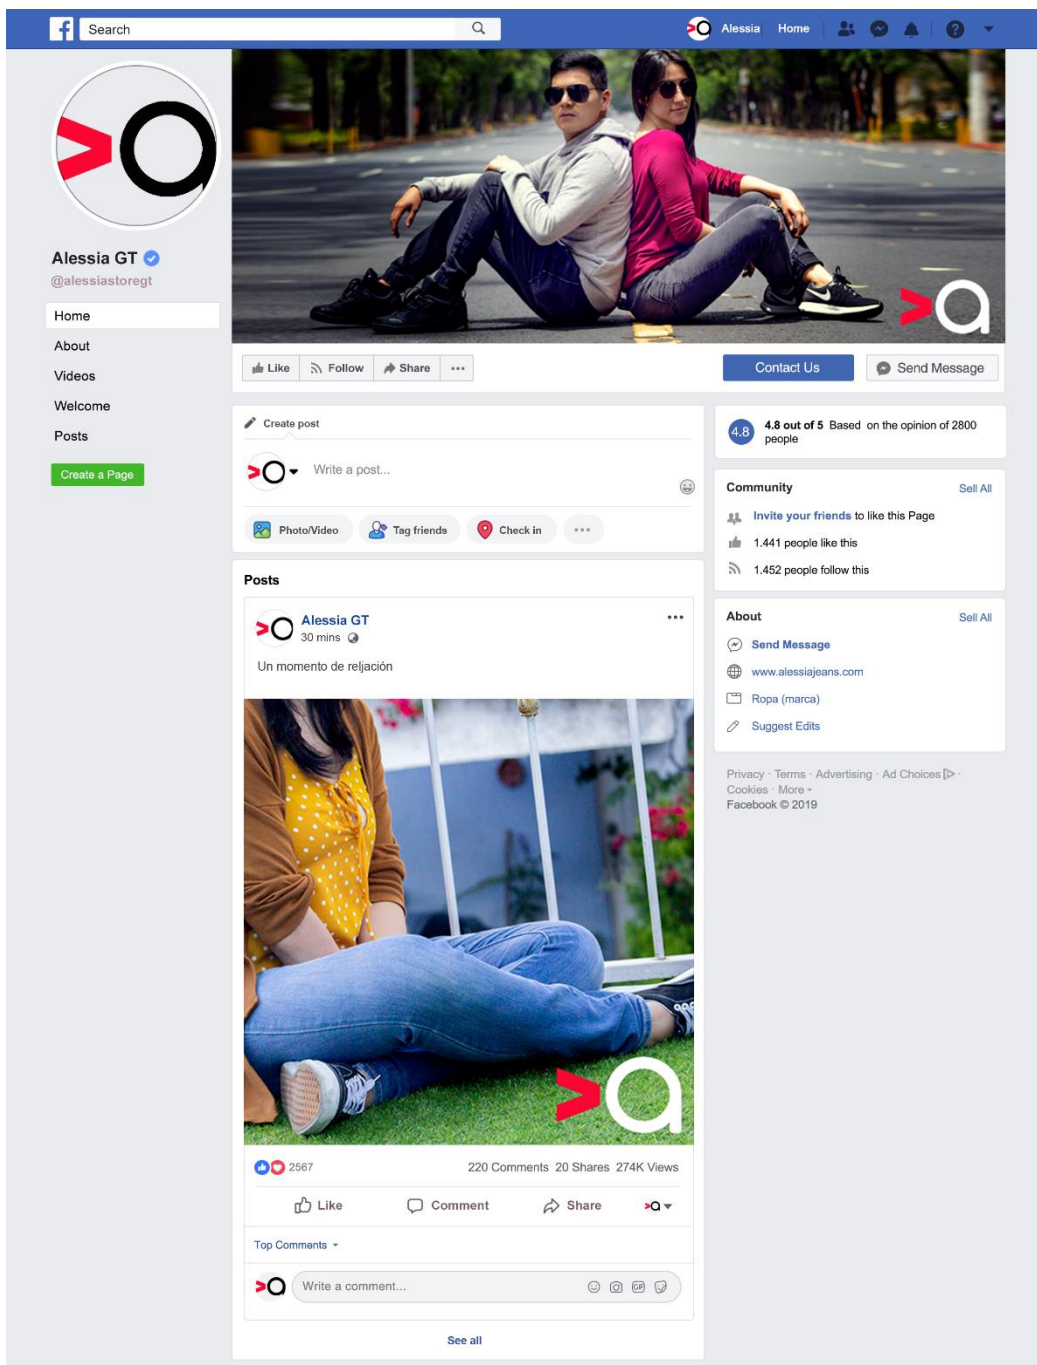 Search
Alessia
Home
Alessia GT
@alessiastoregt
Home
About
Videos
Welcome
Posts
Create a Page
Like
Follow
Share
Contact Us
Send Message
Create post
Write a post...
Photo/Video
Tag friends
Check in
Posts
Alessia GT
30 mins
Un momento de reljación
2567
220 Comments 20 Shares 274K Views
Like
Comment
Share
Top Comments
Write a comment...
GIF
See all
4.8
4.8 out of 5 Based on the opinion of 2800
people
Community
Sell All
Invite your friends to like this Page
1.441 people like this
1.452 people follow this
About
Sell All
Send Message
www.alessiajeans.com
Ropa (marca)
Suggest Edits
Privacy · Terms · Advertising · Ad Choices ·
Cookies · More
Facebook © 2019